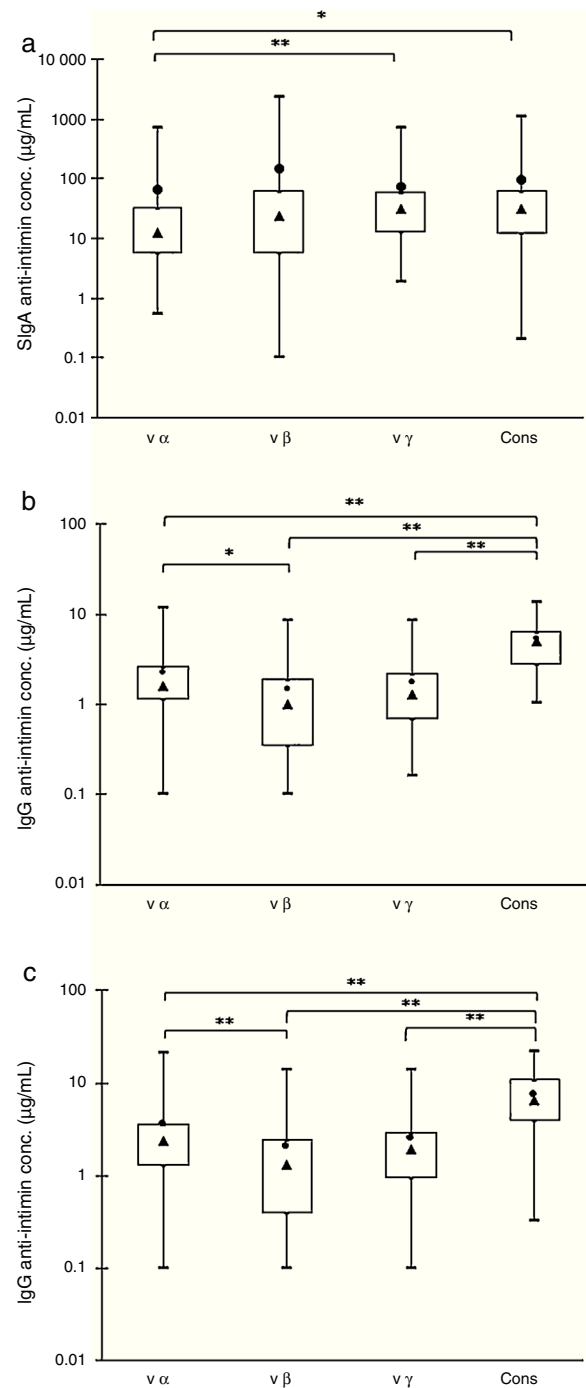 a
*
**
SIgA anti-intimin conc. (μg/mL)
10 000
1000
100
10
1
0.1
0.01
v α
v β
v γ
Cons
b
**
**
*
**
IgG anti-intimin conc. (μg/mL)
100
10
1
0.1
0.01
v α
v β
v γ
Cons
c
**
**
**
**
IgG anti-intimin conc. (μg/mL)
100
10
1
0.1
0.01
v α
v β
v γ
Cons